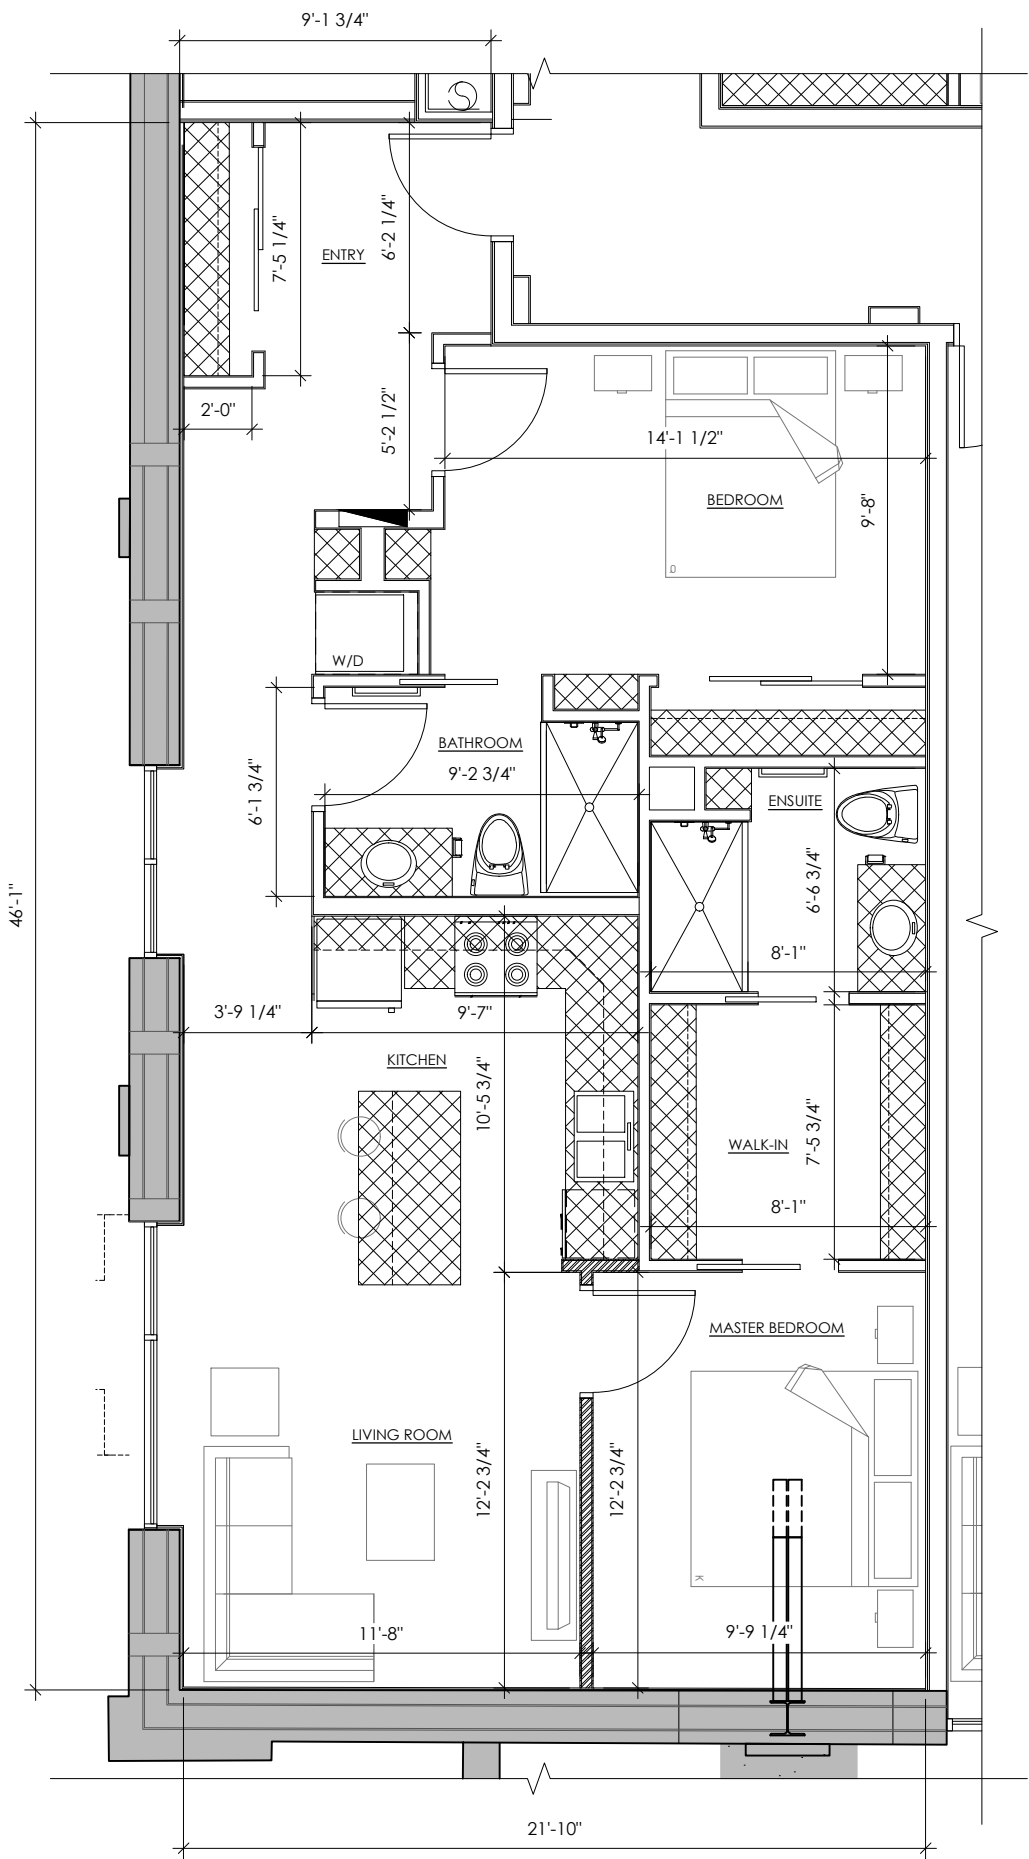 9'-1 3/4"
6'-2 1/4"
7'-5 1/4"
ENTRY
2'-0"
5'-2 1/2"
14'-1 1/2"
BEDROOM
9'-8"
Q
W/D
BATHROOM
9'-2 3/4"
6'-1 3/4"
ENSUITE
6'-6 3/4"
46'-1"
8'-1"
3'-9 1/4"
9'-7"
KITCHEN
10'-5 3/4"
WALK-IN
7'-5 3/4"
8'-1"
MASTER BEDROOM
LIVING ROOM
12'-2 3/4"
12'-2 3/4"
K
11'-8"
9'-9 1/4"
21'-10"